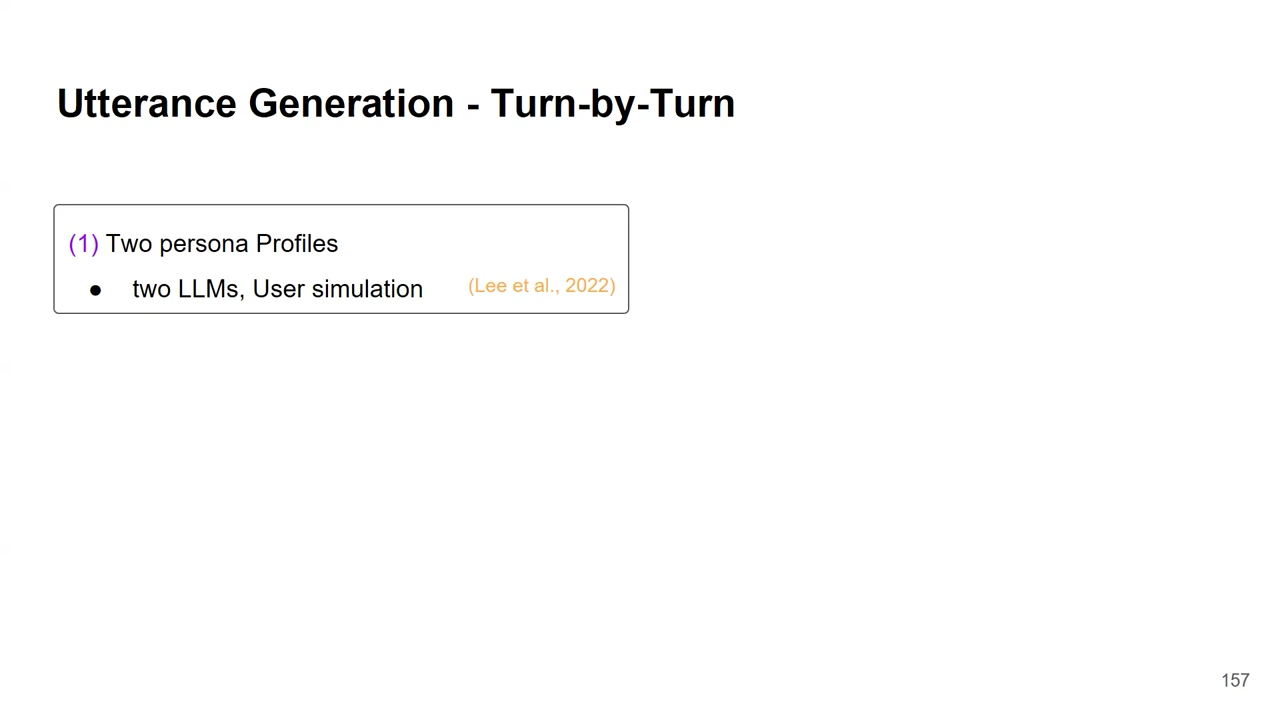 Utterance Generation - Turn-by-Turn
(1) Two persona Profiles
● two LLMs, User simulation (Lee et al., 2022)
157